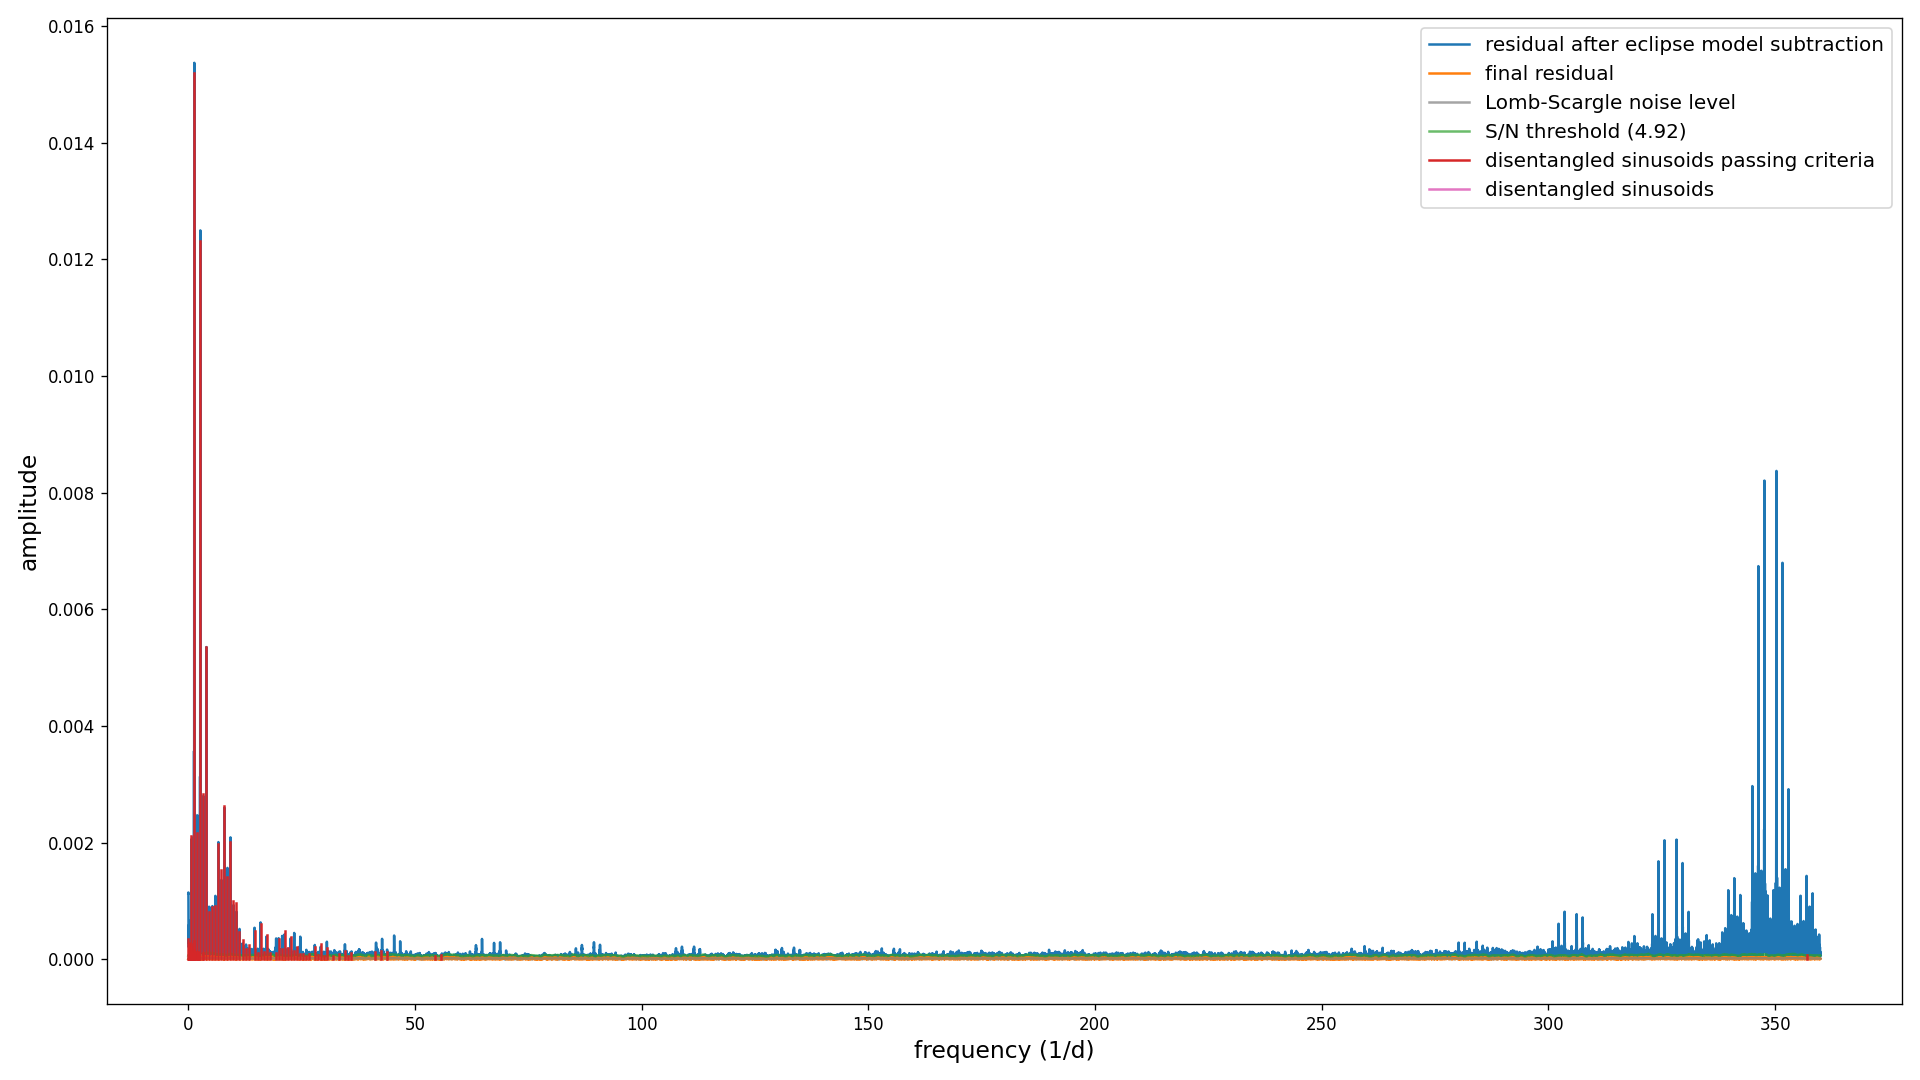 0.016
0.014
0.012
0.010
0.008
0.006
0.004
0.002
0.000
amplitude
0
50
100
150
200
250
300
350
frequency (1/d)
residual after eclipse model subtraction
final residual
Lomb-Scargle noise level
S/N threshold (4.92)
disentangled sinusoids passing criteria
disentangled sinusoids